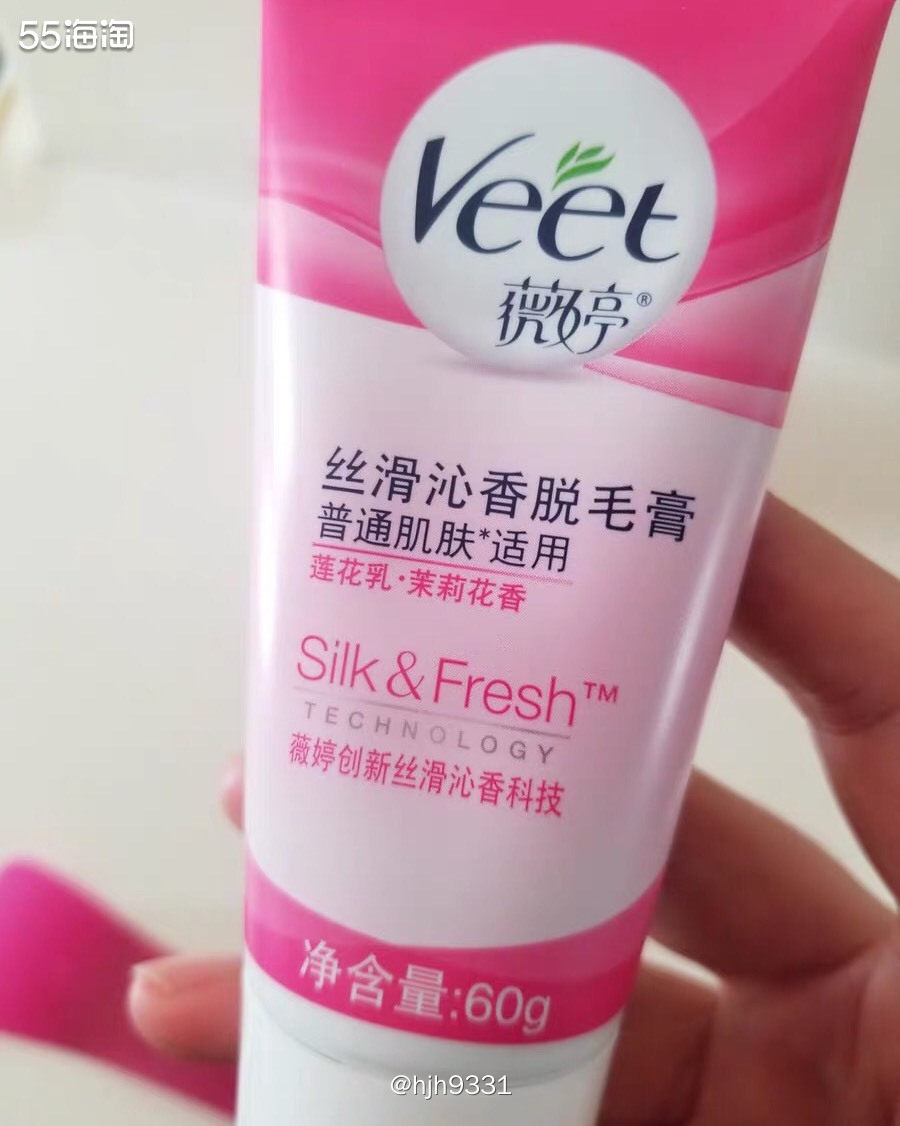 55海淘
Veet
薇婷®
丝滑沁香脱毛膏
普通肌肤*适用
莲花乳·茉莉花香
Silk & Fresh™
TECHNOLOGY
薇婷创新丝滑沁香科技
净含量:60g
@hjh9331